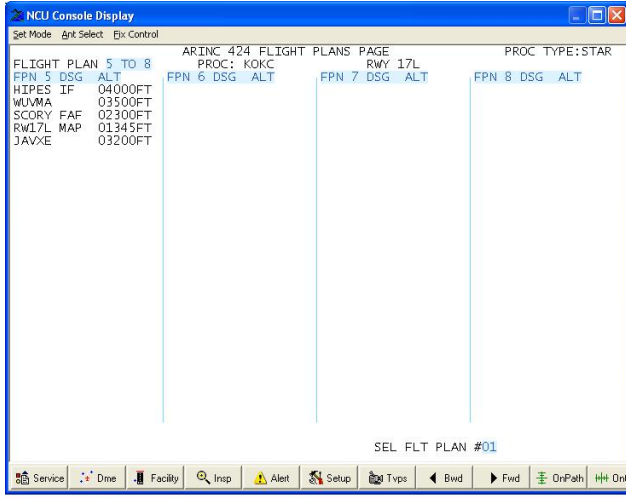 NCU Console Display
Set Mode Ant Select Fix Control
ARINC 424 FLIGHT PLANS PAGE PROC TYPE:STAR
FLIGHT PLAN 5 TO 8 PROC: KOKC RWY 17L
FPN 5 DSG ALT FPN 6 DSG ALT FPN 7 DSG ALT FPN 8 DSG ALT
HIPES IF 04000FT
WUVMA 03500FT
SCORY FAF 02300FT
RW17L MAP 01345FT
JAVXE 03200FT
SEL FLT PLAN #01
Service Dme Facility Insp Alert Setup Tvps Bwd Fwd OnPath